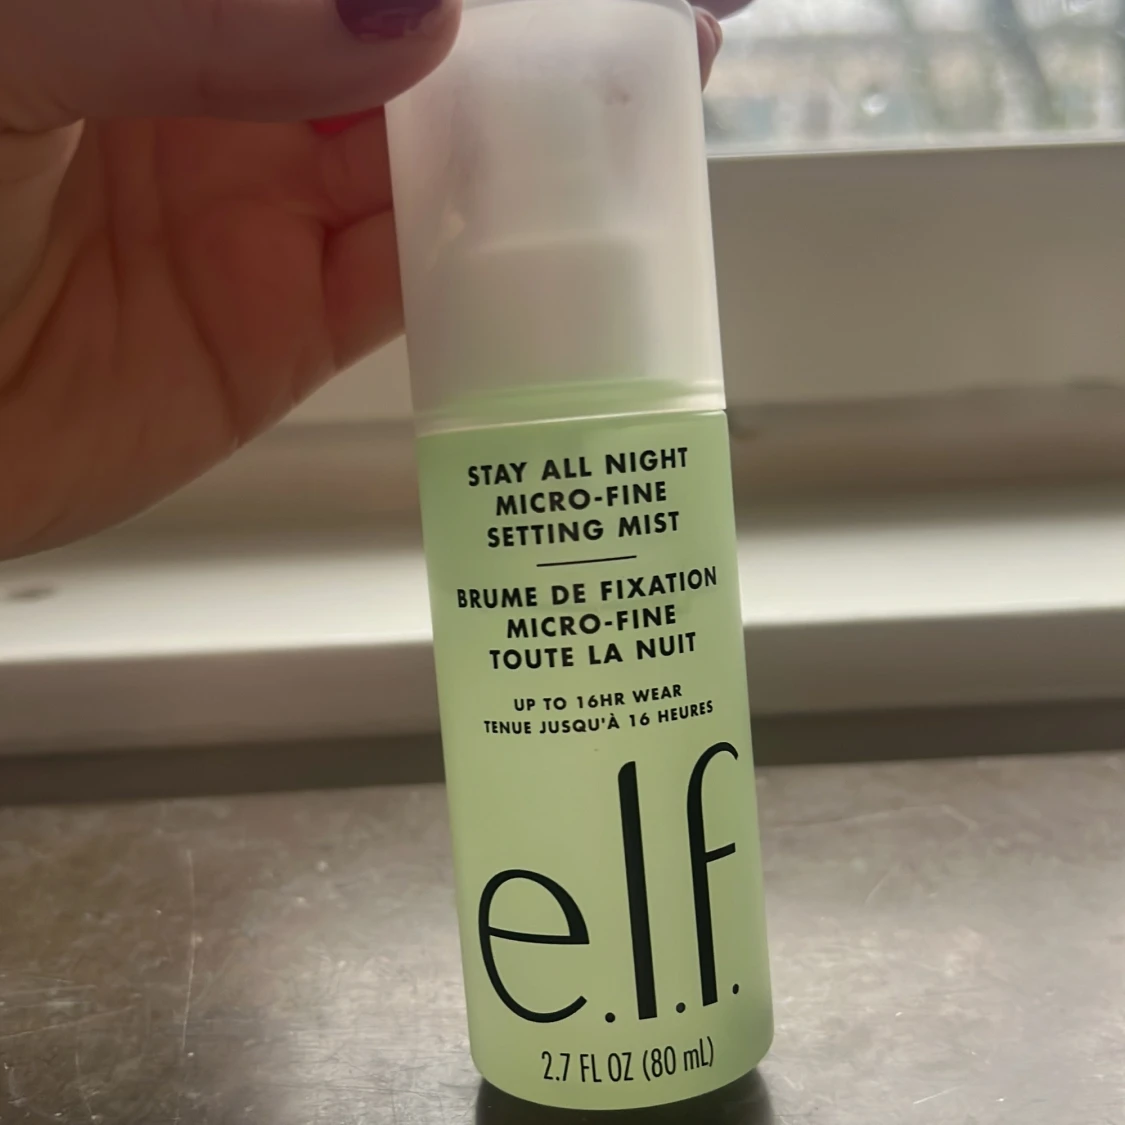 STAY ALL NIGHT
MICRO-FINE
SETTING MIST
BRUME DE FIXATION
MICRO-FINE
TOUTE LA NUIT
UP TO 16HR WEAR
TENUE JUSQU'À 16 HEURES
e.l.f.
2.7 FL OZ (80 mL)